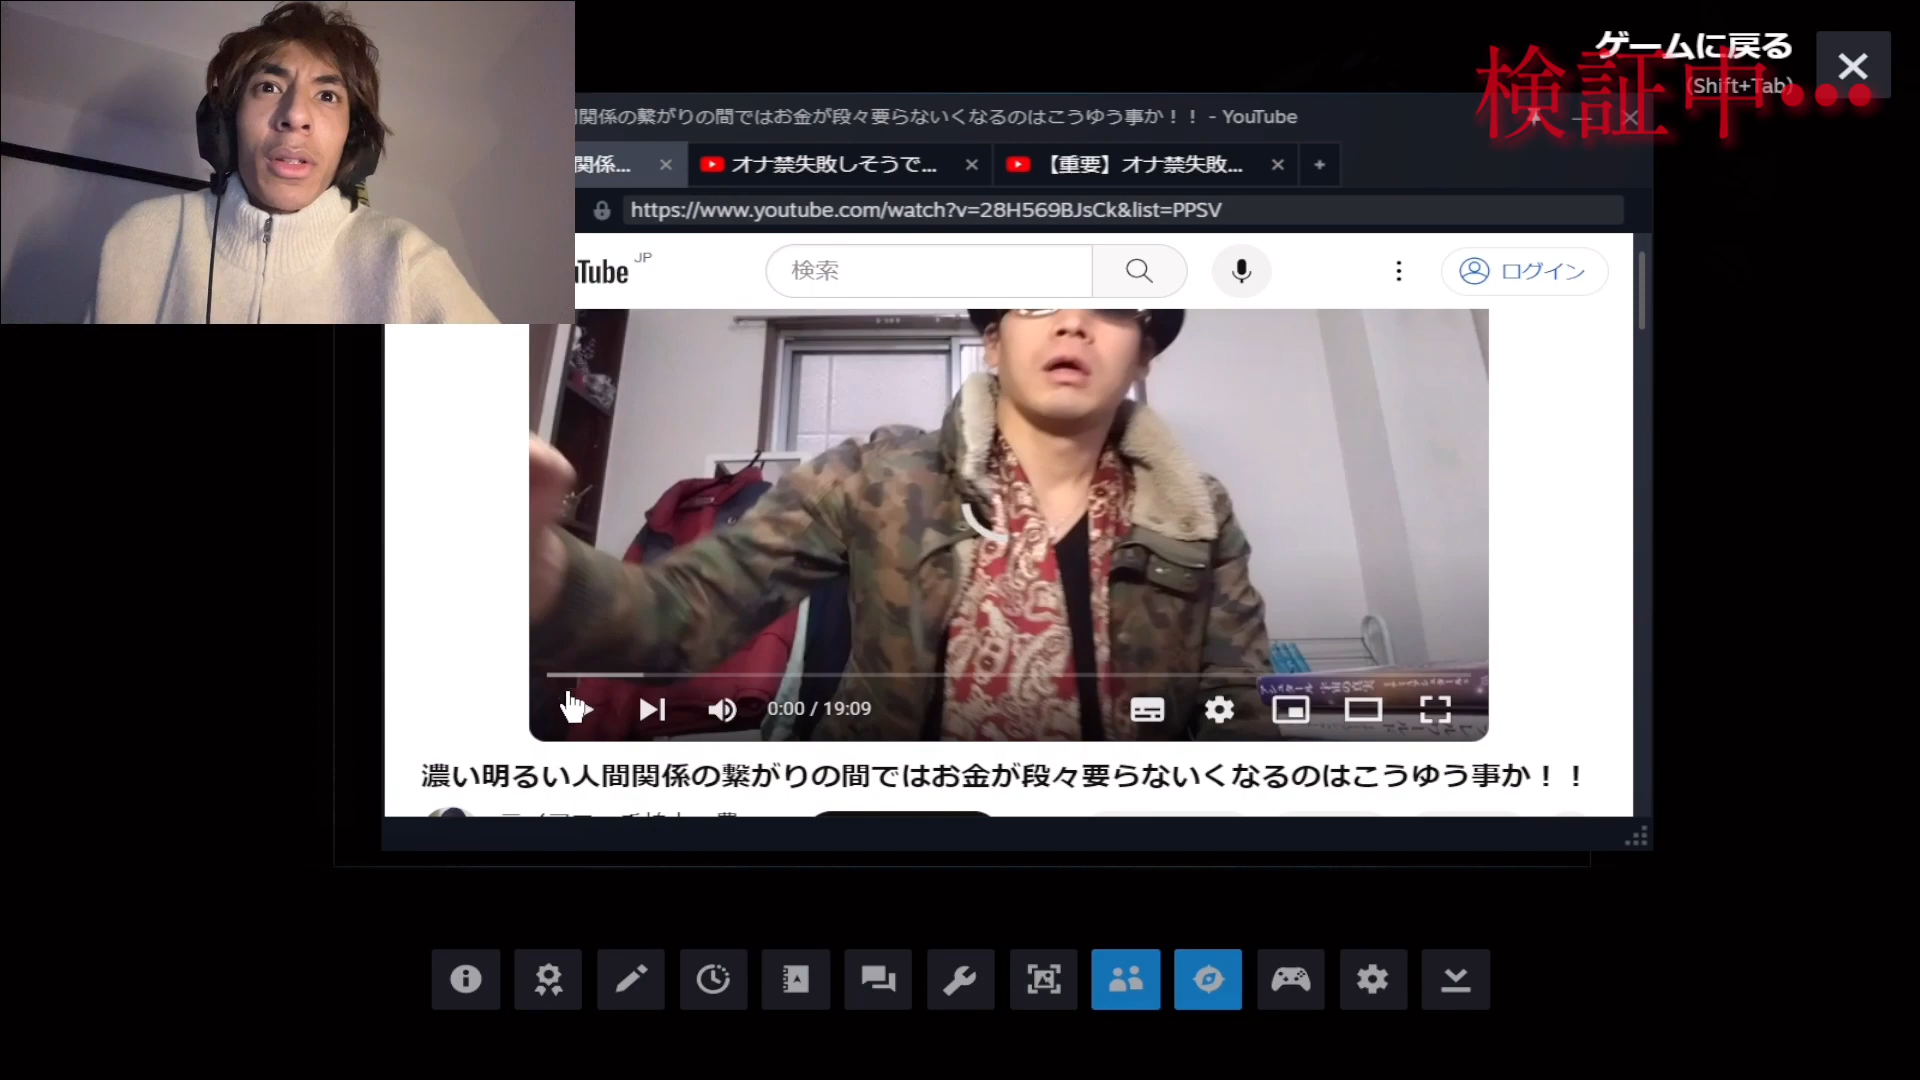 ゲームに戻る
(Shift+Tab)
検証中...
関係の繋がりの間ではお金が段々要らないくなるのはこうゆう事か！！ - YouTube
関係...
オナ禁失敗しそうで...
【重要】オナ禁失敗...
https://www.youtube.com/watch?v=28H569BJsCk&list=PPSV
uTube JP
検索
ログイン
0:00 / 19:09
濃い明るい人間関係の繋がりの間ではお金が段々要らないくなるのはこうゆう事か！！